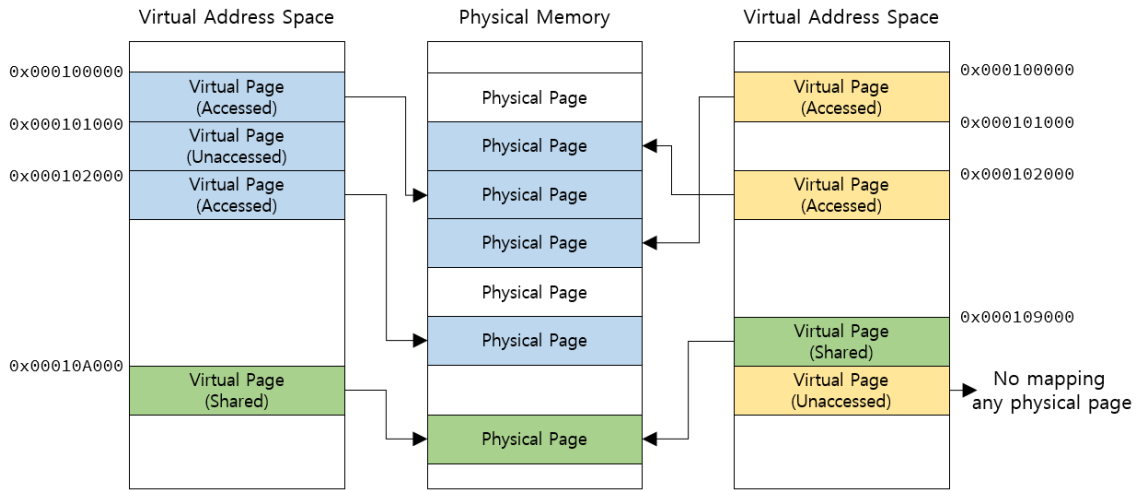 Virtual Address Space
Physical Memory
Virtual Address Space
0x000100000
0x000101000
0x000102000
0x00010A000
Virtual Page
(Accessed)
Virtual Page
(Unaccessed)
Virtual Page
(Accessed)
Virtual Page
(Shared)
Physical Page
Physical Page
Physical Page
Physical Page
Physical Page
Physical Page
Physical Page
Virtual Page
(Accessed)
Virtual Page
(Accessed)
Virtual Page
(Shared)
Virtual Page
(Unaccessed)
0x000100000
0x000101000
0x000102000
0x000109000
No mapping
any physical page